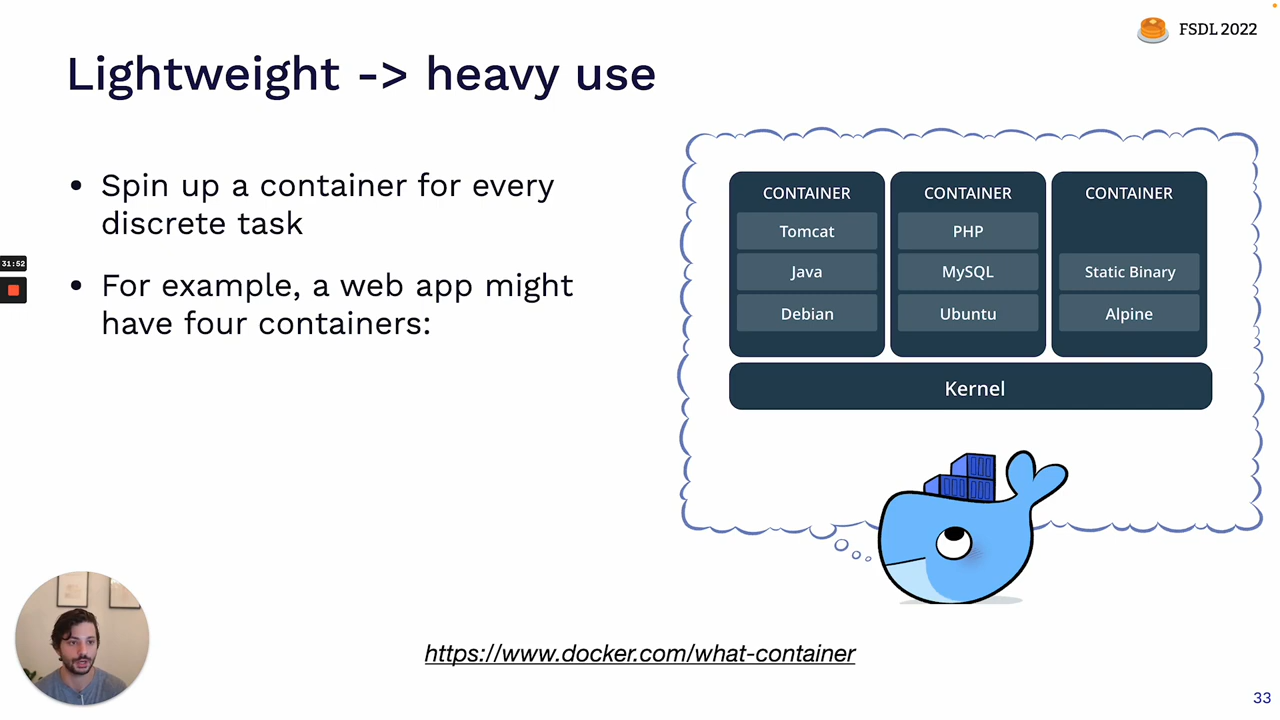 FSDL 2022
Lightweight -> heavy use
• Spin up a container for every
discrete task
• For example, a web app might
have four containers:
31:52
CONTAINER
Tomcat
Java
Debian
CONTAINER
PHP
MySQL
Ubuntu
CONTAINER
Static Binary
Alpine
Kernel
https://www.docker.com/what-container
33